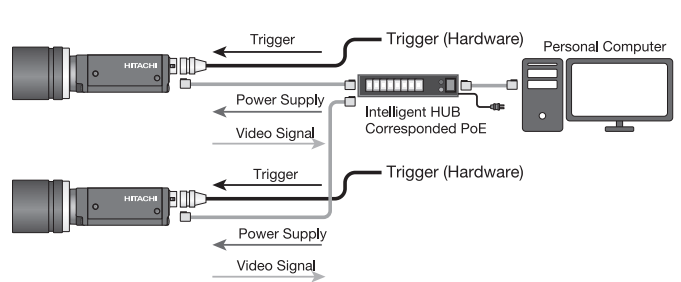 Trigger
Trigger (Hardware)
Personal Computer
HITACHI
Power Supply
Intelligent HUB
Corresponded PoE
Video Signal
Trigger
Trigger (Hardware)
HITACHI
Power Supply
Video Signal